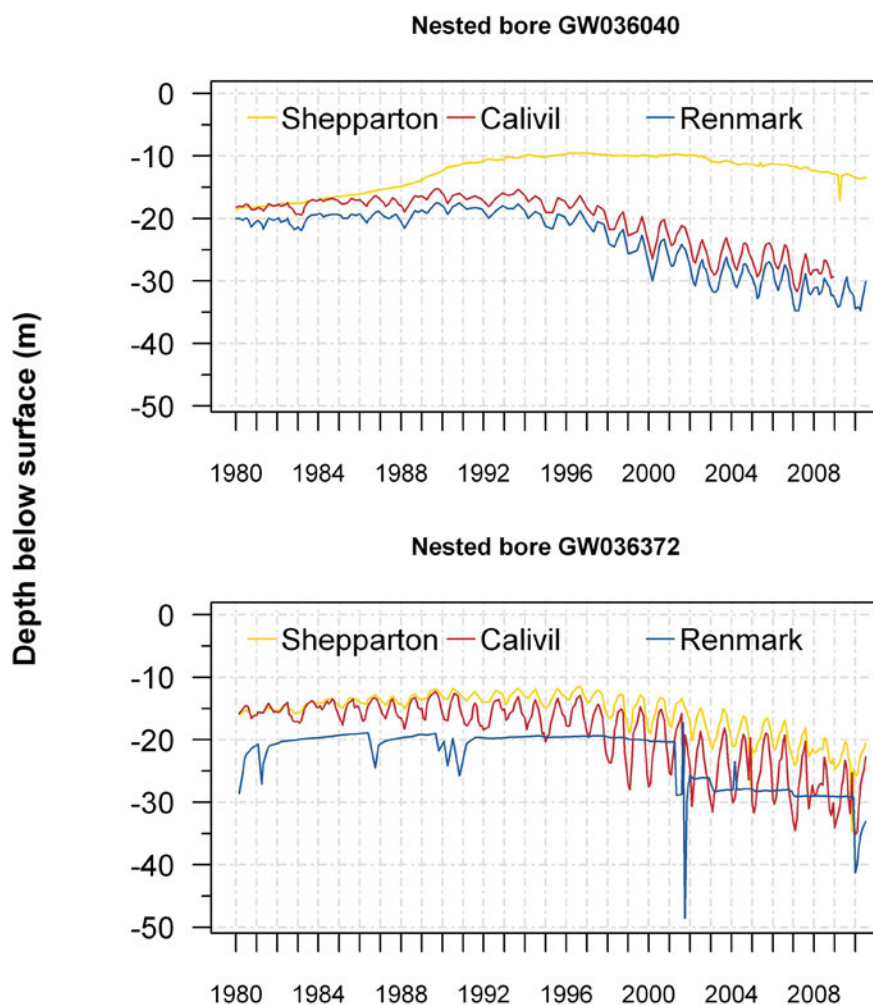 Nested bore GW036040
Depth below surface (m)
0
-10
-20
-30
-40
-50
Shepparton Calivil Renmark
1980 1984 1988 1992 1996 2000 2004 2008
Nested bore GW036372
0
-10
-20
-30
-40
-50
Shepparton Calivil Renmark
1980 1984 1988 1992 1996 2000 2004 2008